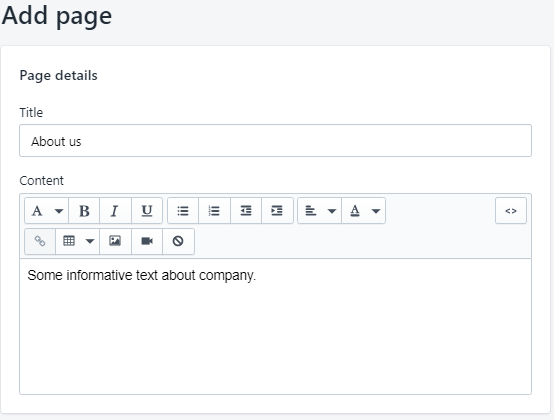 Add page
Page details
Title
About us
Content
A B I U A <>
Some informative text about company.